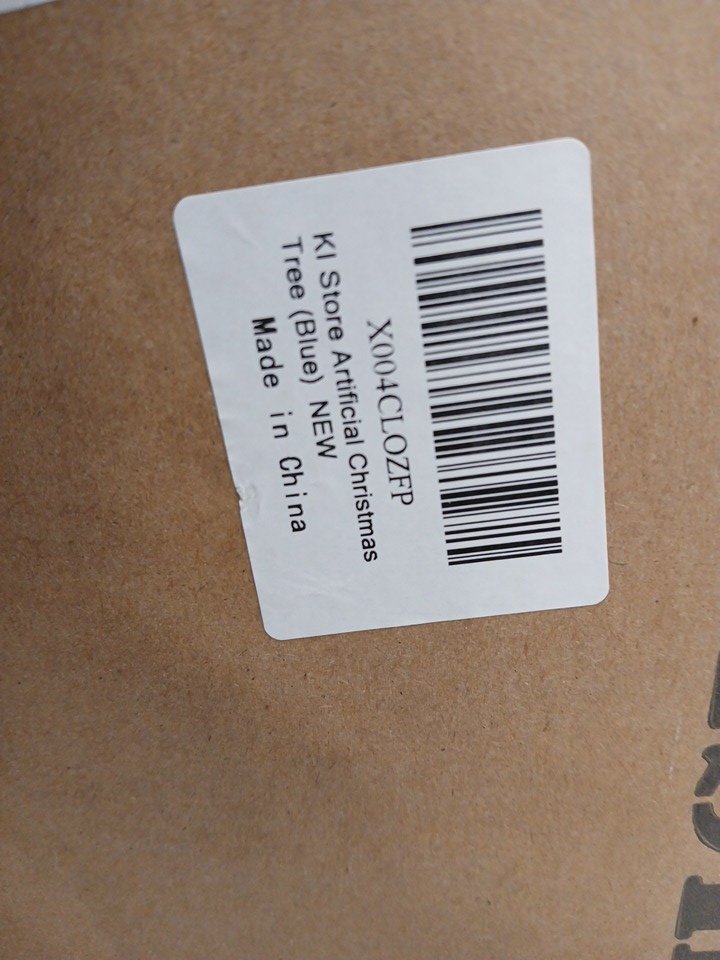 X004CLOZFP
KI Store Artificial Christmas
Tree (Blue) NEW
Made in China